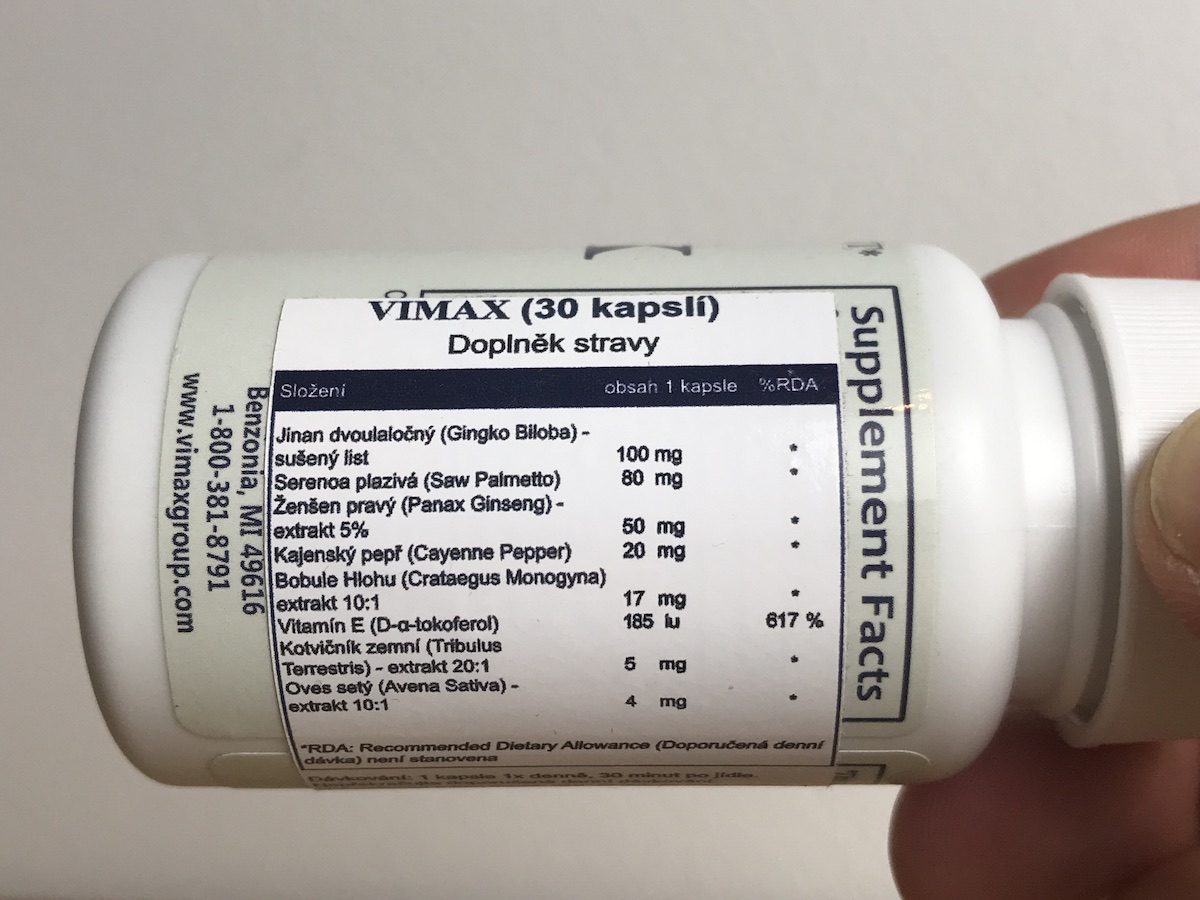 VIMAX (30 kapslí)
Doplněk stravy
Složení obsah 1 kapsle %RDA
Jinan dvoulaločný (Gingko Biloba) -
sušený list 100 mg *
Serenoa plazivá (Saw Palmetto) 80 mg *
Ženšen pravý (Panax Ginseng) -
extrakt 5% 50 mg *
Kajenský pepř (Cayenne Pepper) 20 mg *
Bobule Hlohu (Crataegus Monogyna)
extrakt 10:1 17 mg *
Vitamín E (D-α-tokoferol) 185 Iu 617 %
Kotvičník zemní (Tribulus
Terrestris) - extrakt 20:1 5 mg *
Oves setý (Avena Sativa) -
extrakt 10:1 4 mg *
*RDA: Recommended Dietary Allowance (Doporučená denní
dávka) není stanovena
Dávkování: 1 kapsle 1x denně, 30 minut po jídle.
Nepřekračujte doporučené denní dávkování.
Supplement Facts
Benzonia, MI 49616
1-800-381-8791
www.vimaxgroup.com